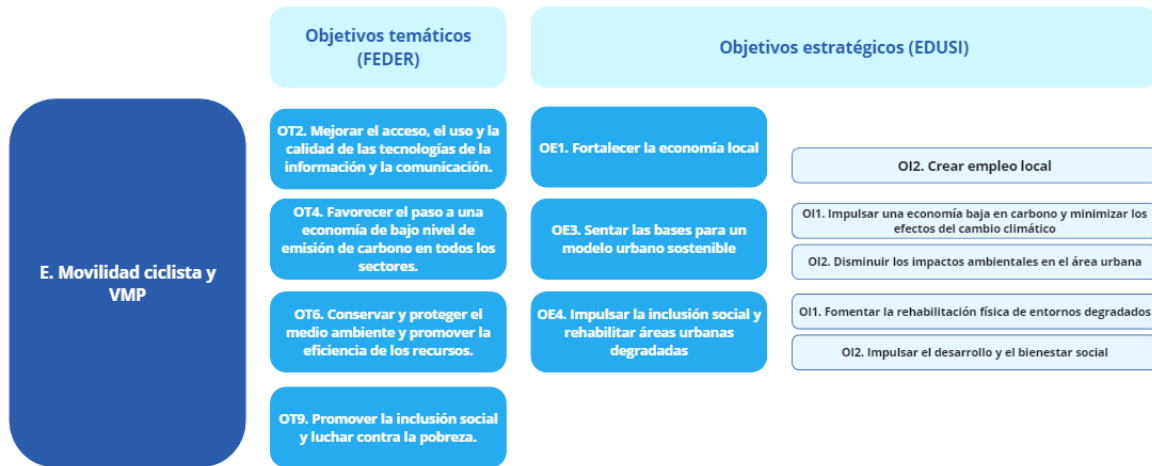 Objetivos temáticos
(FEDER)
Objetivos estratégicos (EDUSI)
E. Movilidad ciclista y
VMP
OT2. Mejorar el acceso, el uso y la
calidad de las tecnologías de la
información y la comunicación.
OE1. Fortalecer la economía local
OI2. Crear empleo local
OT4. Favorecer el paso a una
economía de bajo nivel de
emisión de carbono en todos los
sectores.
OE3. Sentar las bases para un
modelo urbano sostenible
OI1. Impulsar una economía baja en carbono y minimizar los
efectos del cambio climático
OI2. Disminuir los impactos ambientales en el área urbana
OT6. Conservar y proteger el
medio ambiente y promover la
eficiencia de los recursos.
OE4. Impulsar la inclusión social y
rehabilitar áreas urbanas
degradadas
OI1. Fomentar la rehabilitación física de entornos degradados
OI2. Impulsar el desarrollo y el bienestar social
OT9. Promover la inclusión social
y luchar contra la pobreza.